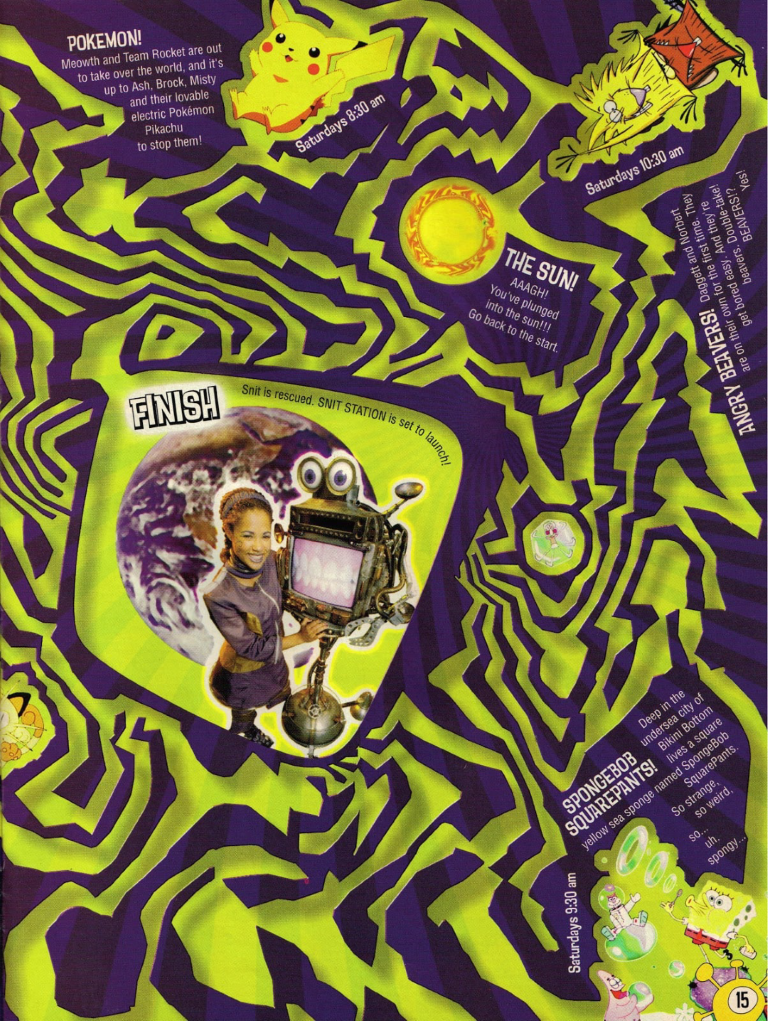 POKEMON!
Meowth and Team Rocket are out
to take over the world, and it's
up to Ash, Brock, Misty
and their lovable
electric Pokémon
Pikachu
to stop them!
Saturdays 8:30 am
Saturdays 10:30 am
ANGRY BEAVERS! Daggett and Norbert
are on their own for the first time. They
get bored easy. And they're
beavers. Double-take!
BEAVERS!?
Yes!
THE SUN!
AAAGH!
You've plunged
into the sun!!!
Go back to the start.
FINISH
Snit is rescued. SNIT STATION is set to launch!
SPONGEBOB
SQUAREPANTS!
Deep in the
undersea city of
Bikini Bottom
lives a square
yellow sea sponge named SpongeBob
SquarePants.
So strange,
so weird,
so...
uh,
spongy...
Saturdays 9:30 am
15